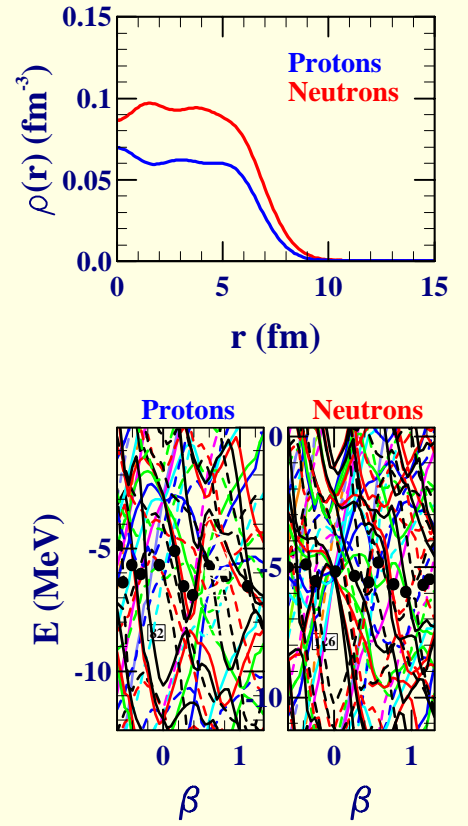 0.15
0.1
0.05
0.0
ρ(r) (fm-3)
Protons
Neutrons
0 5 10 15
r (fm)
Protons Neutrons
0
-5 -5
-10
E (MeV)
0 1 0 1
β β